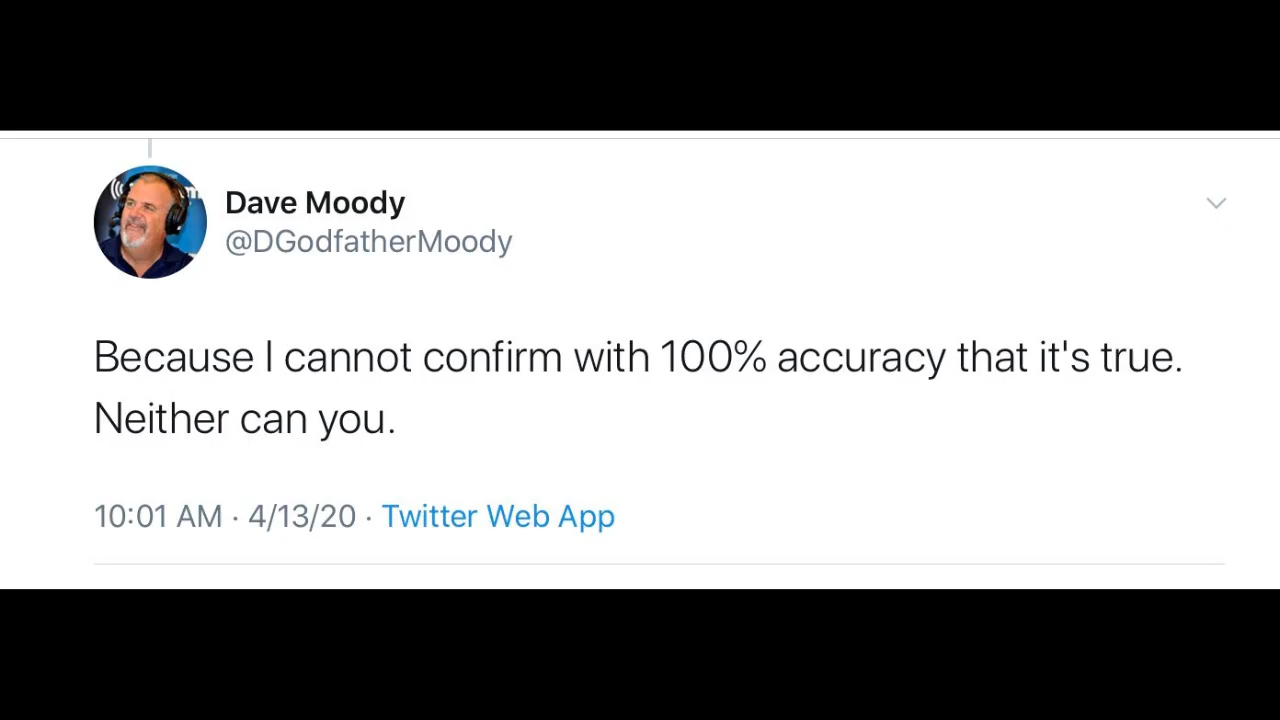 Dave Moody
@DGodfatherMoody
Because I cannot confirm with 100% accuracy that it's true.
Neither can you.
10:01 AM · 4/13/20 · Twitter Web App